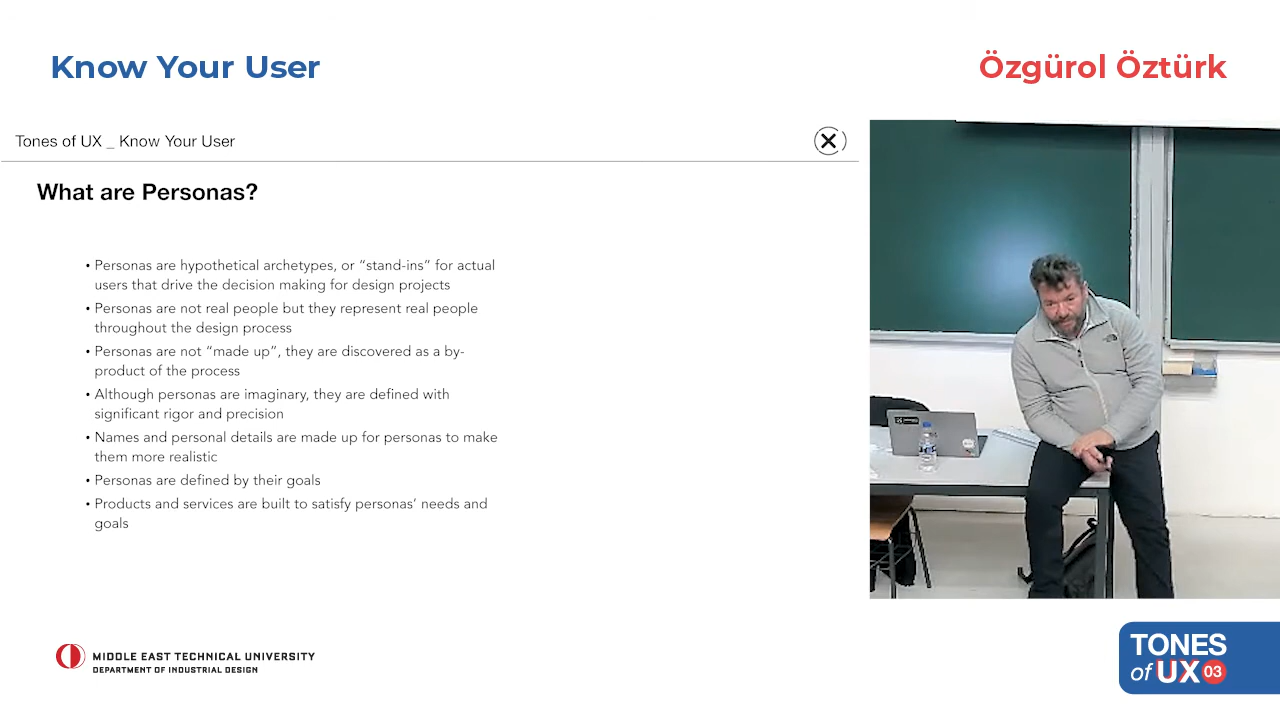 Know Your User
Özgürol Öztürk
Tones of UX _ Know Your User
What are Personas?
• Personas are hypothetical archetypes, or “stand-ins” for actual
users that drive the decision making for design projects
• Personas are not real people but they represent real people
throughout the design process
• Personas are not “made up”, they are discovered as a by-
product of the process
• Although personas are imaginary, they are defined with
significant rigor and precision
• Names and personal details are made up for personas to make
them more realistic
• Personas are defined by their goals
• Products and services are built to satisfy personas’ needs and
goals
MIDDLE EAST TECHNICAL UNIVERSITY
DEPARTMENT OF INDUSTRIAL DESIGN
TONES
of UX 03